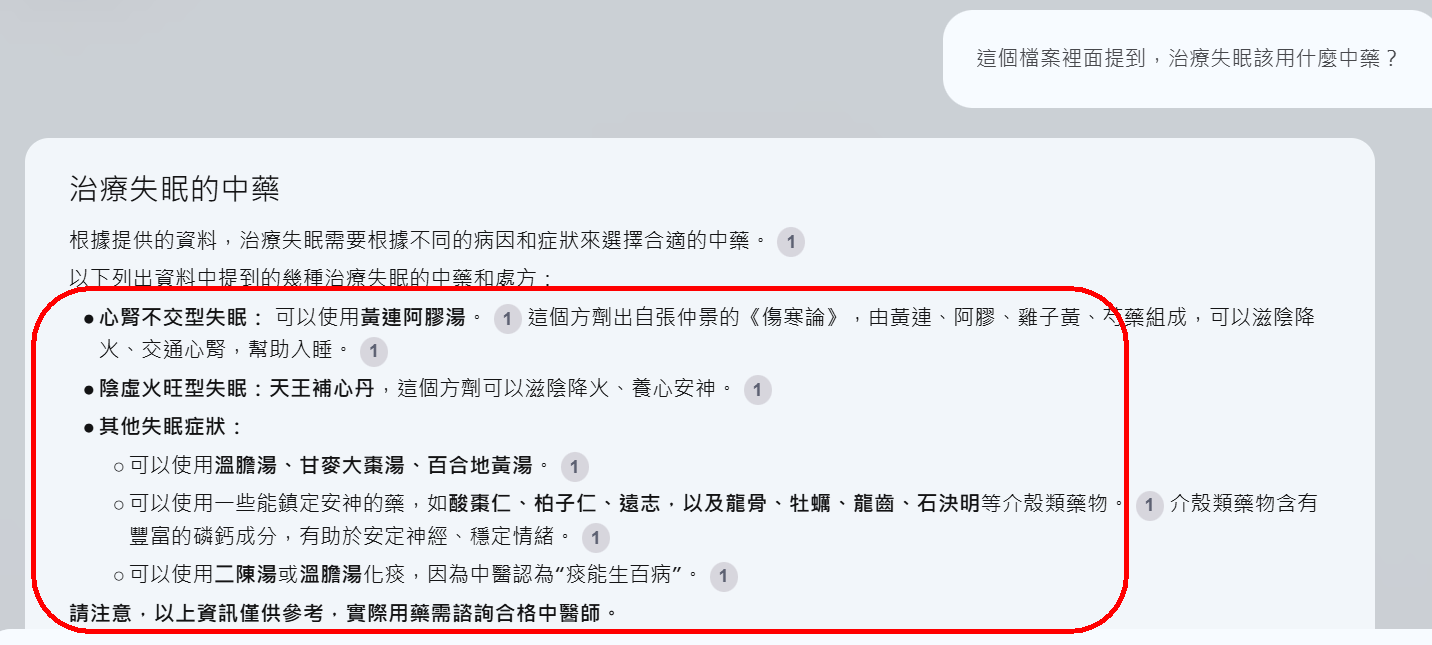 這個檔案裡面提到，治療失眠該用什麼中藥？
治療失眠的中藥
根據提供的資料，治療失眠需要根據不同的病因和症狀來選擇合適的中藥。 1
以下列出資料中提到的幾種治療失眠的中藥和處方：
● 心腎不交型失眠： 可以使用黃連阿膠湯。 1 這個方劑出自張仲景的《傷寒論》，由黃連、阿膠、雞子黃、芍藥組成，可以滋陰降
火、交通心腎，幫助入睡。 1
● 陰虛火旺型失眠：天王補心丹，這個方劑可以滋陰降火、養心安神。 1
● 其他失眠症狀：
○ 可以使用溫膽湯、甘麥大棗湯、百合地黃湯。 1
○ 可以使用一些能鎮定安神的藥，如酸棗仁、柏子仁、遠志，以及龍骨、牡蠣、龍齒、石決明等介殼類藥物。 1 介殼類藥物含有
豐富的磷鈣成分，有助於安定神經、穩定情緒。 1
○ 可以使用二陳湯或溫膽湯化痰，因為中醫認為“痰能生百病”。 1
請注意，以上資訊僅供參考，實際用藥需諮詢合格中醫師。